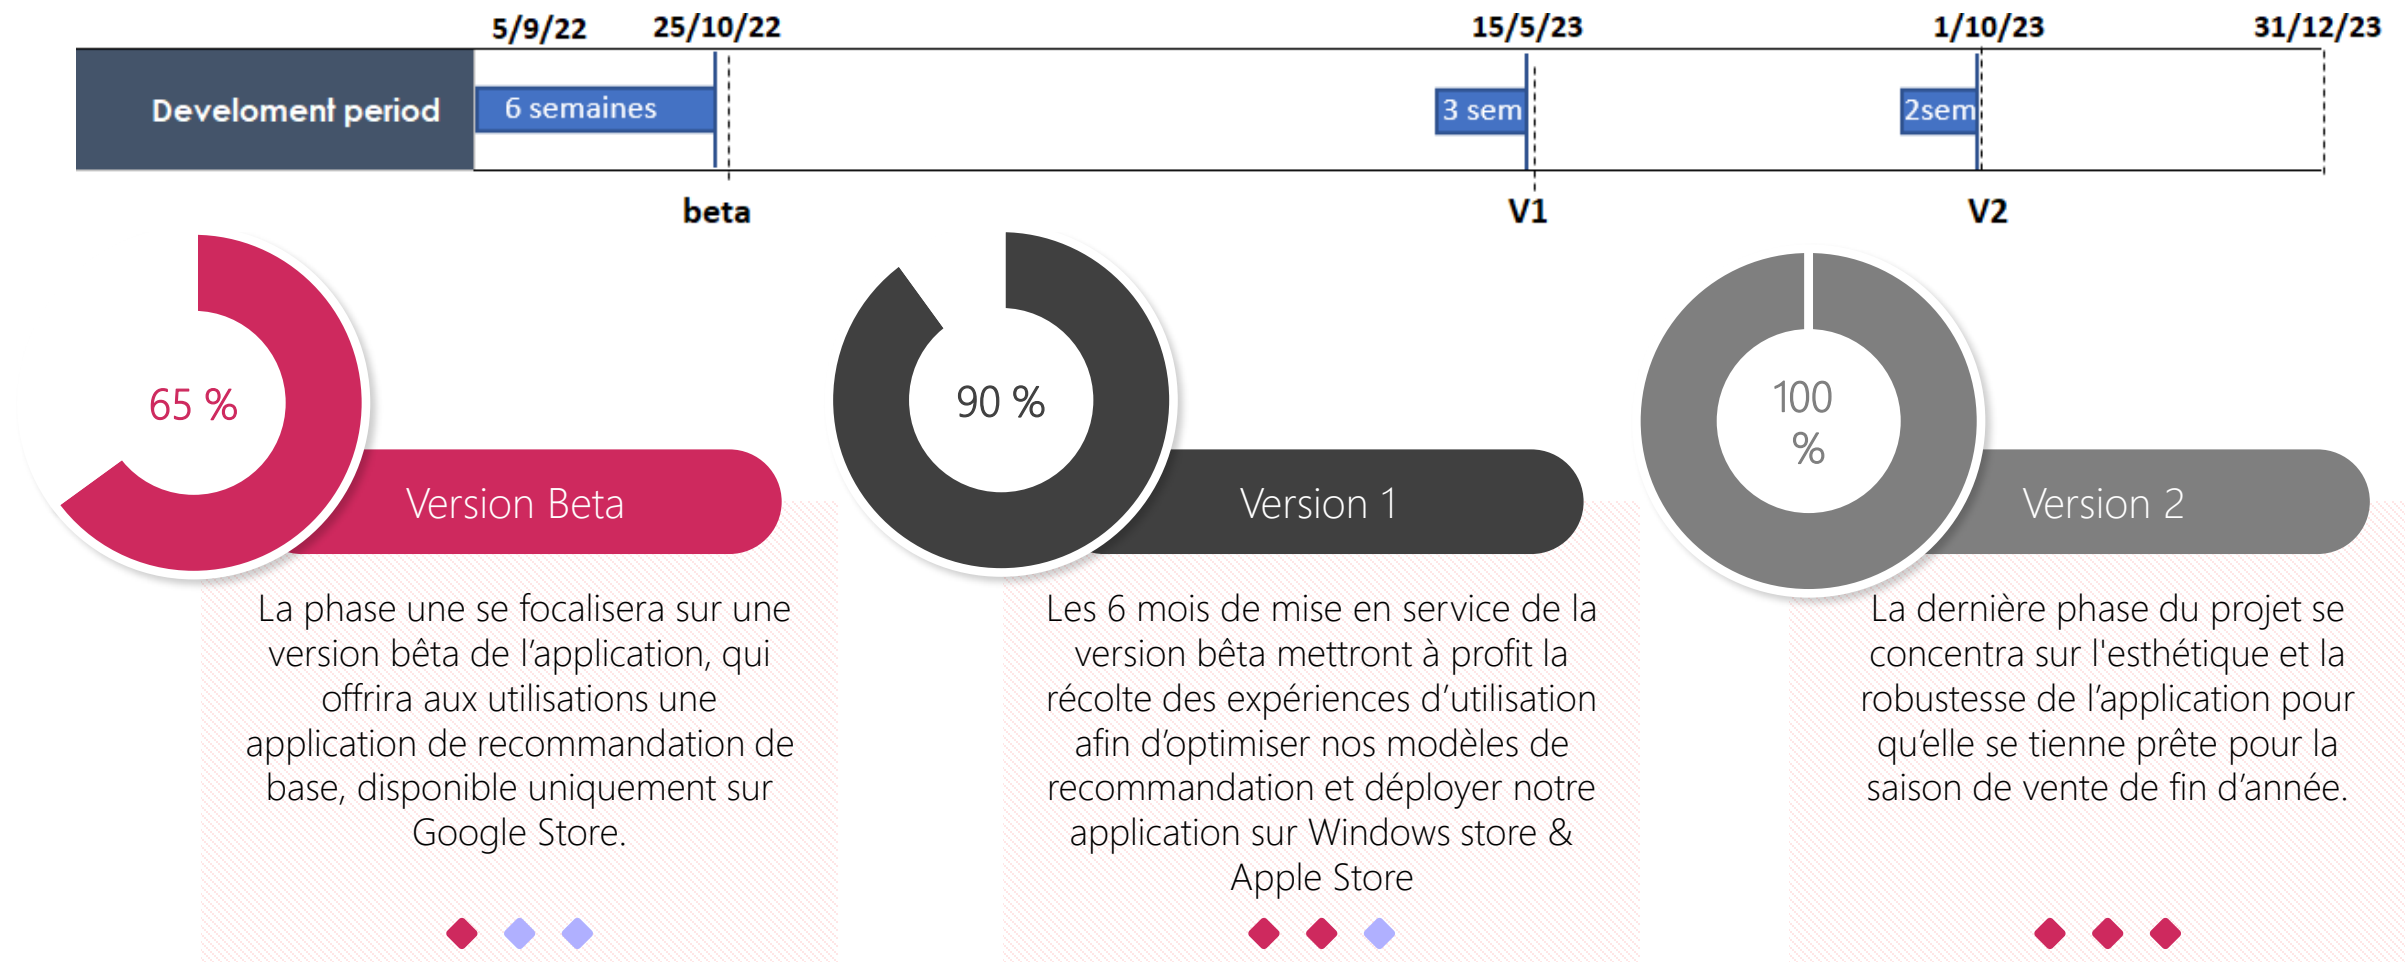 5/9/22 25/10/22 15/5/23 1/10/23 31/12/23
Develoment period 6 semaines 3 sem 2sem
beta V1 V2
65 %
Version Beta
La phase une se focalisera sur une
version bêta de l’application, qui
offrira aux utilisations une
application de recommandation de
base, disponible uniquement sur
Google Store.
90 %
Version 1
Les 6 mois de mise en service de la
version bêta mettront à profit la
récolte des expériences d’utilisation
afin d’optimiser nos modèles de
recommandation et déployer notre
application sur Windows store &
Apple Store
100
%
Version 2
La dernière phase du projet se
concentra sur l'esthétique et la
robustesse de l’application pour
qu’elle se tienne prête pour la
saison de vente de fin d’année.